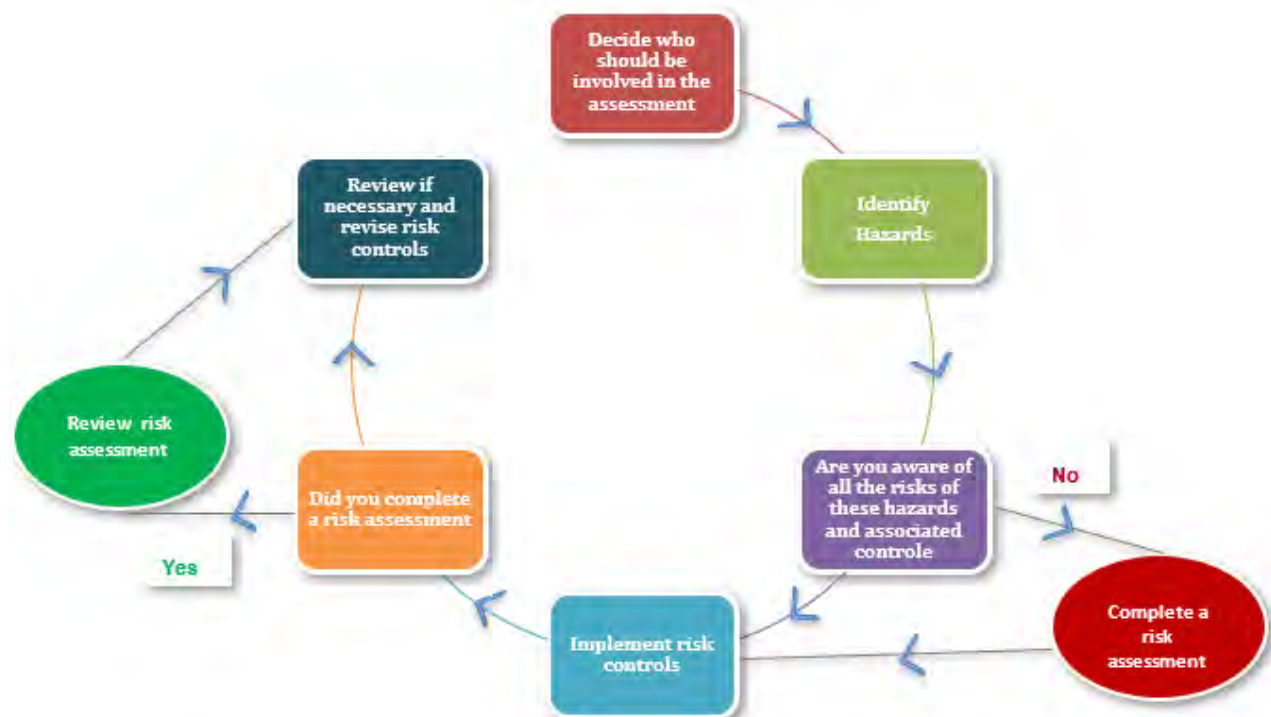 Decide who
should be
involved in the
assessment
Identify
Hazards
Are you aware of
all the risks of
these hazards
and associated
controle
No
Complete a
risk
assessment
Implement risk
controls
Did you complete
a risk assessment
Yes
Review risk
assessment
Review if
necessary and
revise risk
controls